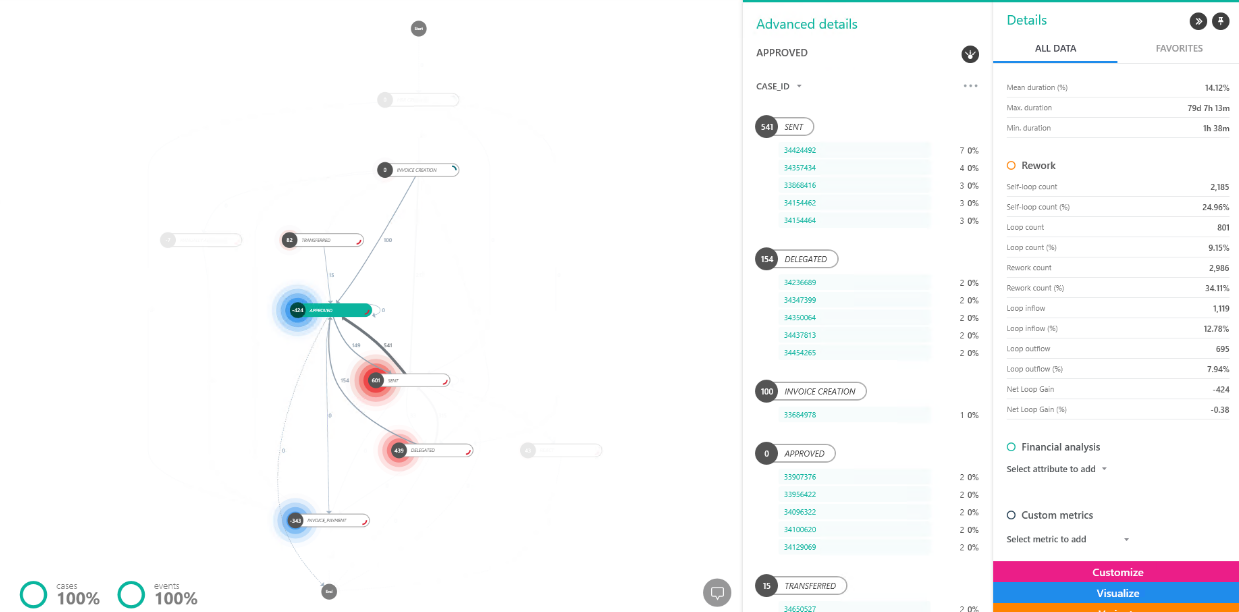 Start
0
INVOICE CREATION
100
82
TRANSFERRED
15
-424
APPROVED
0
149
541
154
601
SENT
0
0
439
DELEGATED
-343
INVOICE_PAYMENT
End
cases
100%
events
100%
Advanced details
APPROVED
CASE_ID
541 SENT
34424492 7 0%
34357434 4 0%
33868416 3 0%
34154462 3 0%
34154464 3 0%
154 DELEGATED
34236689 2 0%
34347399 2 0%
34350064 2 0%
34437813 2 0%
34454265 2 0%
100 INVOICE CREATION
33684978 1 0%
0 APPROVED
33907376 2 0%
33956422 2 0%
34096322 2 0%
34100620 2 0%
34129069 2 0%
15 TRANSFERRED
34650527 2 0%
Details
ALL DATA FAVORITES
Mean duration (%) 14.12%
Max. duration 79d 7h 13m
Min. duration 1h 38m
Rework
Self-loop count 2,185
Self-loop count (%) 24.96%
Loop count 801
Loop count (%) 9.15%
Rework count 2,986
Rework count (%) 34.11%
Loop inflow 1,119
Loop inflow (%) 12.78%
Loop outflow 695
Loop outflow (%) 7.94%
Net Loop Gain -424
Net Loop Gain (%) -0.38
Financial analysis
Select attribute to add
Custom metrics
Select metric to add
Customize
Visualize